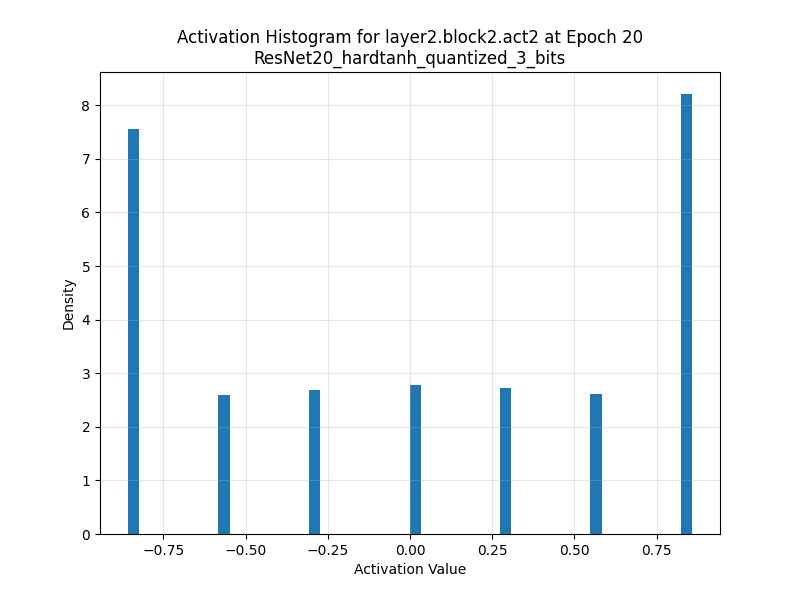 Activation Histogram for layer2.block2.act2 at Epoch 20
ResNet20_hardtanh_quantized_3_bits
8
7
6
5
4
3
2
1
0
Density
−0.75 −0.50 −0.25 0.00 0.25 0.50 0.75
Activation Value